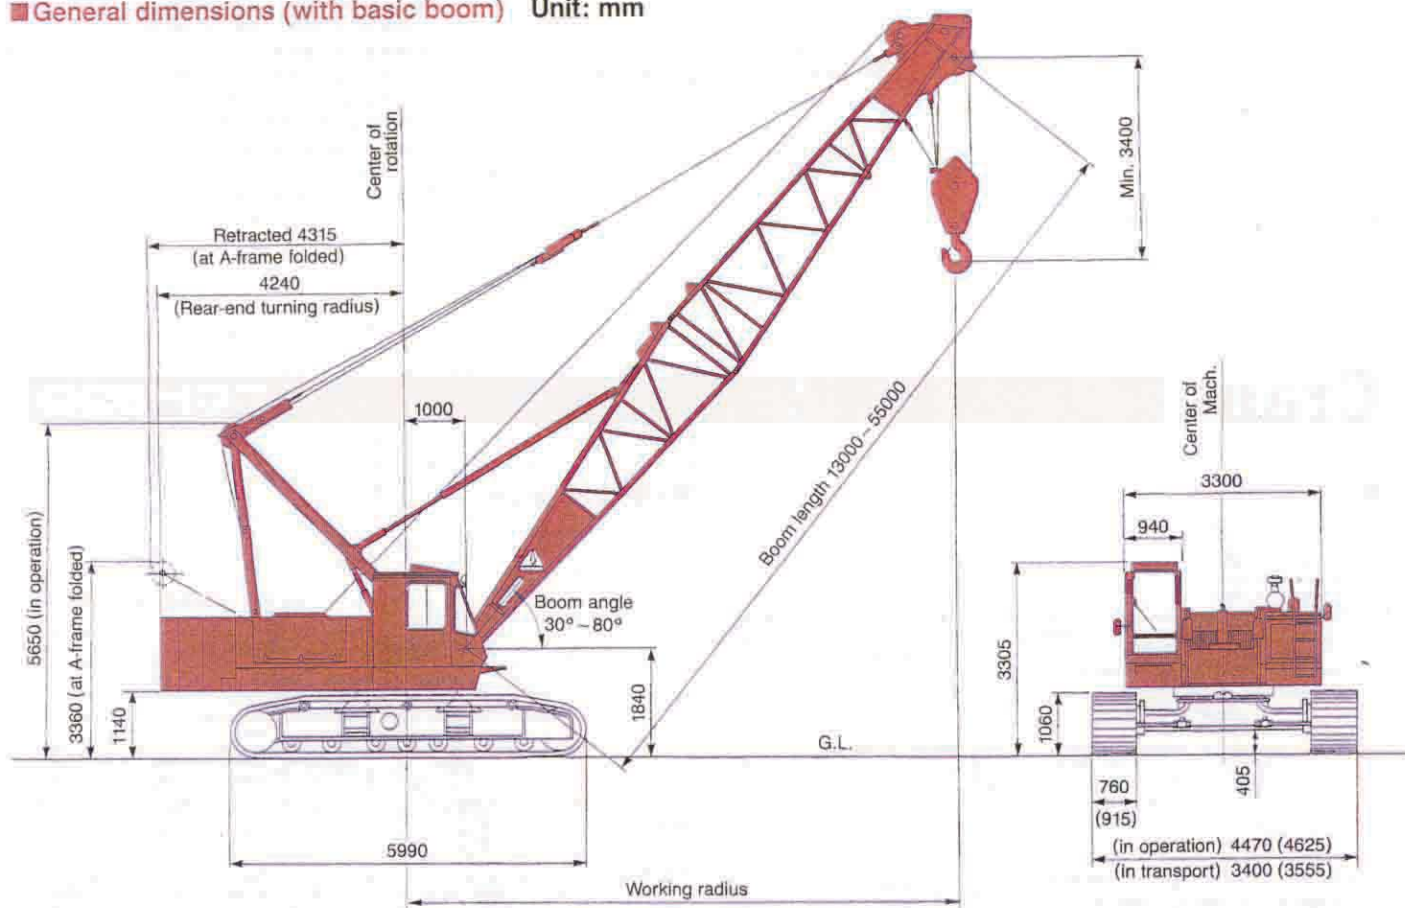 General dimensions (with basic boom) Unit: mm
Center of
rotation
Min. 3400
Retracted 4315
(at A-frame folded)
4240
(Rear-end turning radius)
1000
Boom length 13000~55000
Center of
Mach.
3300
940
5650 (in operation)
3360 (at A-frame folded)
1140
Boom angle
30°~80°
1840
G.L.
3305
1060
405
760
(915)
5990
(in operation) 4470 (4625)
(in transport) 3400 (3555)
Working radius